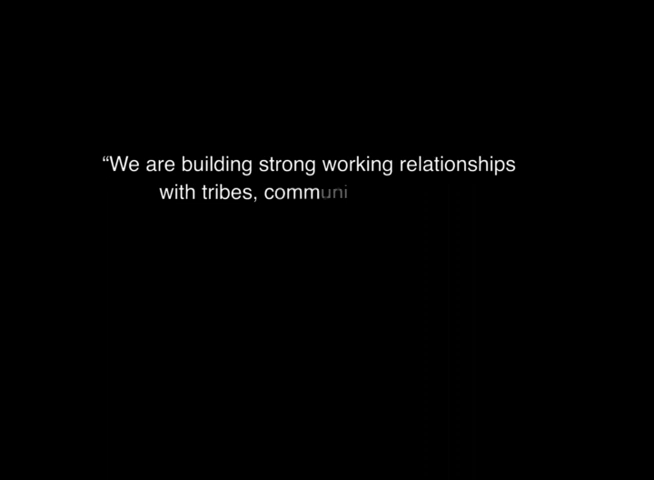 “We are building strong working relationships
with tribes, communi